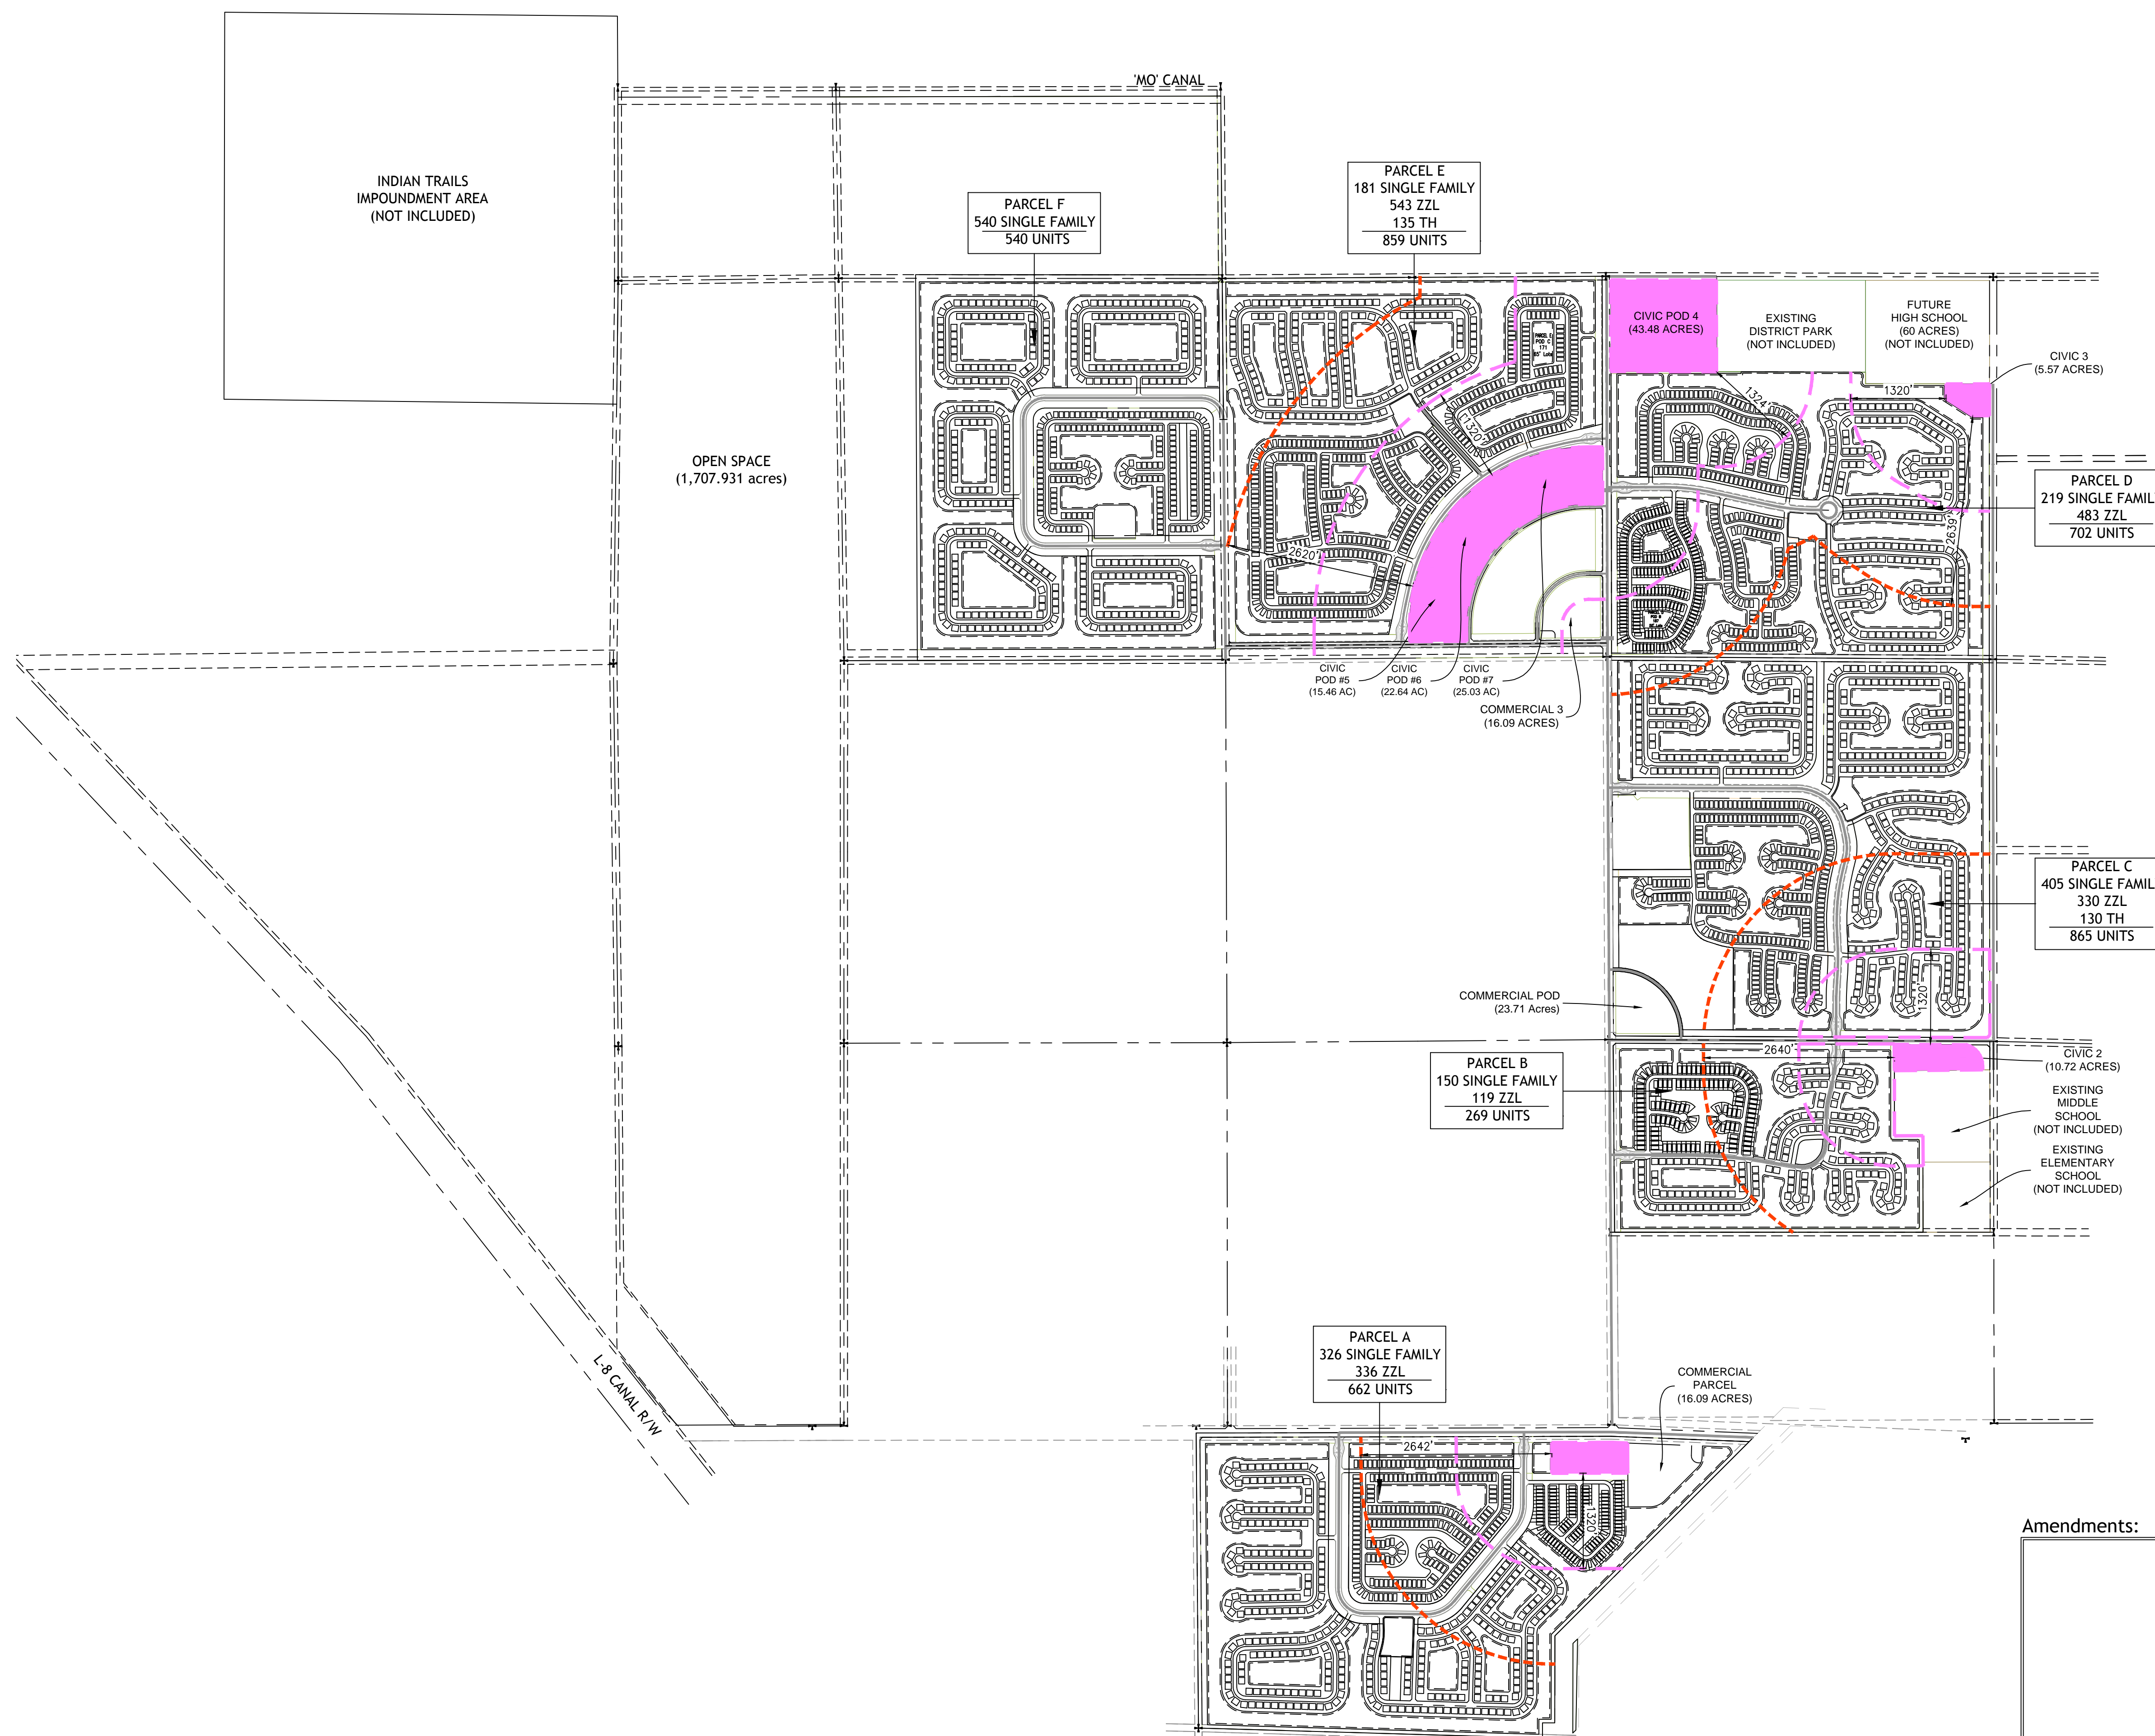 'MO' CANAL
INDIAN TRAILS
IMPOUNDMENT AREA
(NOT INCLUDED)
PARCEL F
540 SINGLE FAMILY
540 UNITS
PARCEL E
181 SINGLE FAMILY
543 ZZL
135 TH
859 UNITS
CIVIC POD 4
(43.48 ACRES)
EXISTING
DISTRICT PARK
(NOT INCLUDED)
FUTURE
HIGH SCHOOL
(60 ACRES)
(NOT INCLUDED)
CIVIC 3
(5.57 ACRES)
PARCEL E
POD C
171
65' Lots
1324'
1320'
1320'
OPEN SPACE
(1,707.931 acres)
PARCEL D
219 SINGLE FAMIL
483 ZZL
702 UNITS
2639'
2620'
CIVIC
POD #5
(15.46 AC)
CIVIC
POD #6
(22.64 AC)
CIVIC
POD #7
(25.03 AC)
COMMERCIAL 3
(16.09 ACRES)
PARCEL C
405 SINGLE FAMIL
330 ZZL
130 TH
865 UNITS
1320'
COMMERCIAL POD
(23.71 Acres)
2640'
CIVIC 2
(10.72 ACRES)
PARCEL B
150 SINGLE FAMILY
119 ZZL
269 UNITS
EXISTING
MIDDLE
SCHOOL
(NOT INCLUDED)
EXISTING
ELEMENTARY
SCHOOL
(NOT INCLUDED)
PARCEL A
326 SINGLE FAMILY
336 ZZL
662 UNITS
L-8 CANAL R/W
COMMERCIAL
PARCEL
(16.09 ACRES)
2642'
1320'
Amendments: